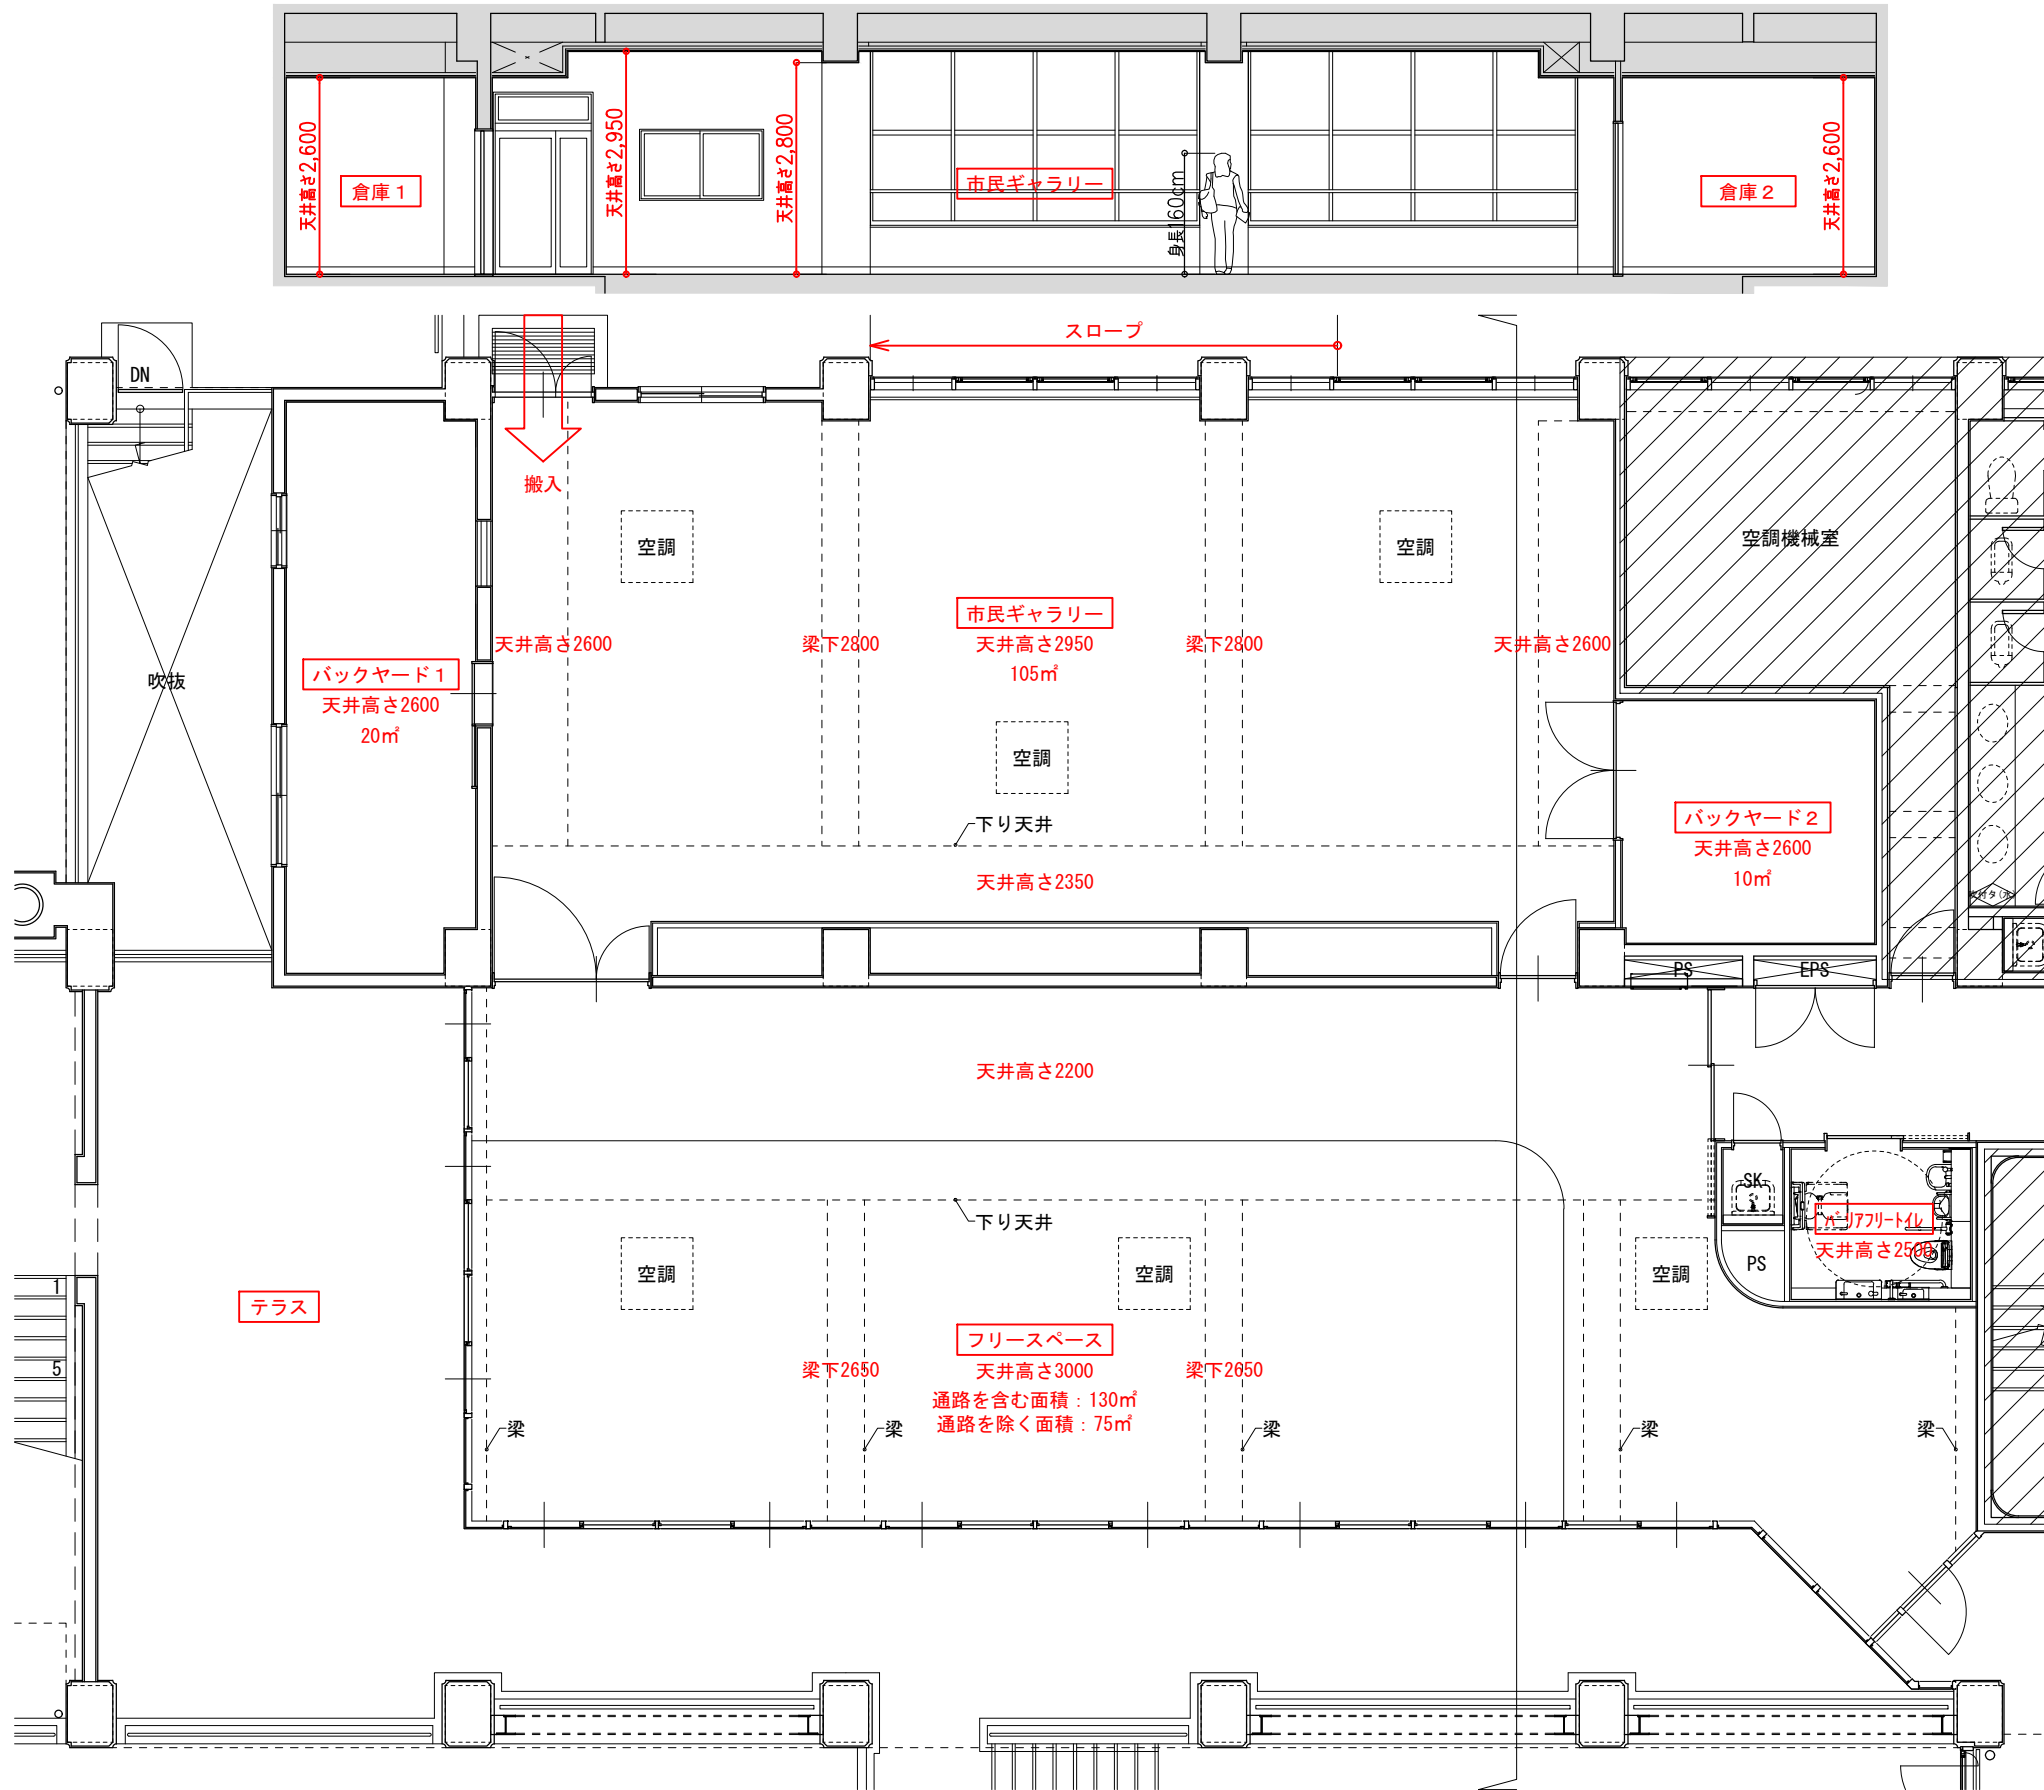 天井高さ2,600
倉庫１
天井高さ2,950
天井高さ2,800
市民ギャラリー
身長160cm
倉庫２
天井高さ2,600
スロープ
DN
搬入
空調
空調
空調機械室
市民ギャラリー
天井高さ2600
梁下2800
天井高さ2950
梁下2800
天井高さ2600
105㎡
吹抜
バックヤード１
天井高さ2600
20㎡
空調
下り天井
バックヤード２
天井高さ2600
10㎡
天井高さ2350
PS
EPS
天井高さ2200
SK
バリアフリートイレ
天井高さ2500
PS
下り天井
空調
空調
空調
テラス
1
5
フリースペース
梁下2650
天井高さ3000
梁下2650
通路を含む面積：130㎡
通路を除く面積：75㎡
梁
梁
梁
梁
梁